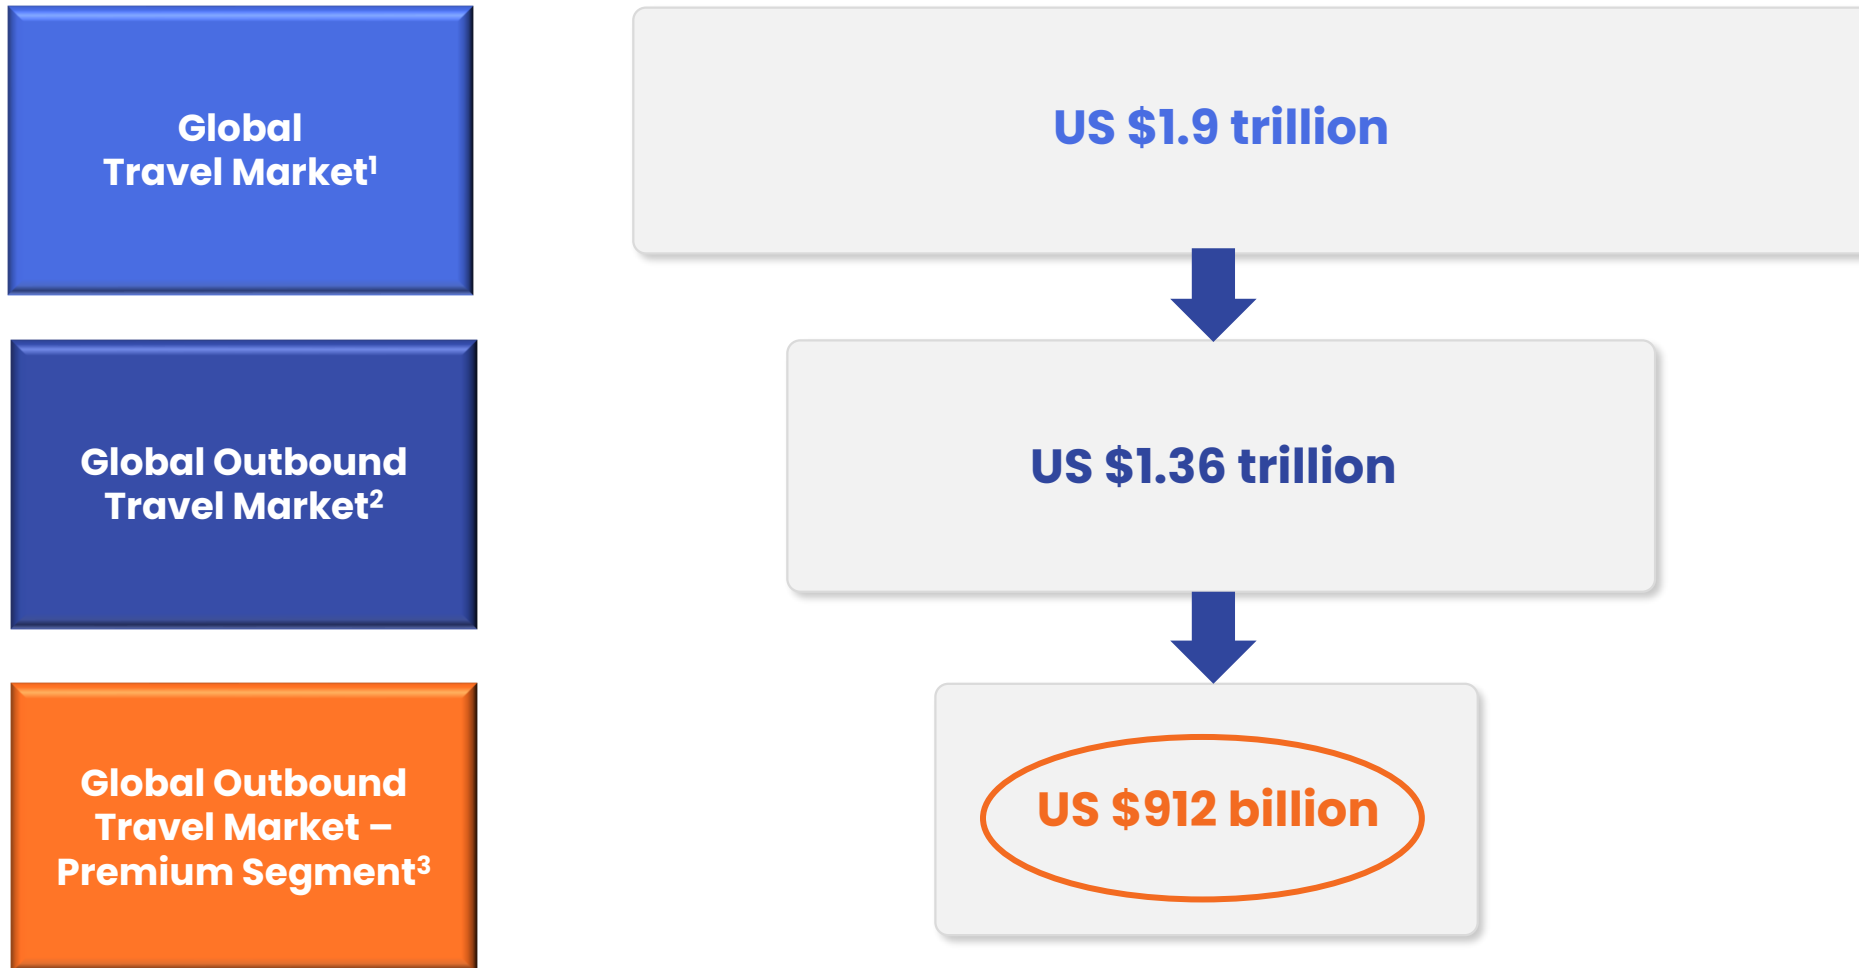 Global
Travel Market¹
US $1.9 trillion
Global Outbound
Travel Market²
US $1.36 trillion
Global Outbound
Travel Market –
Premium Segment³
US $912 billion